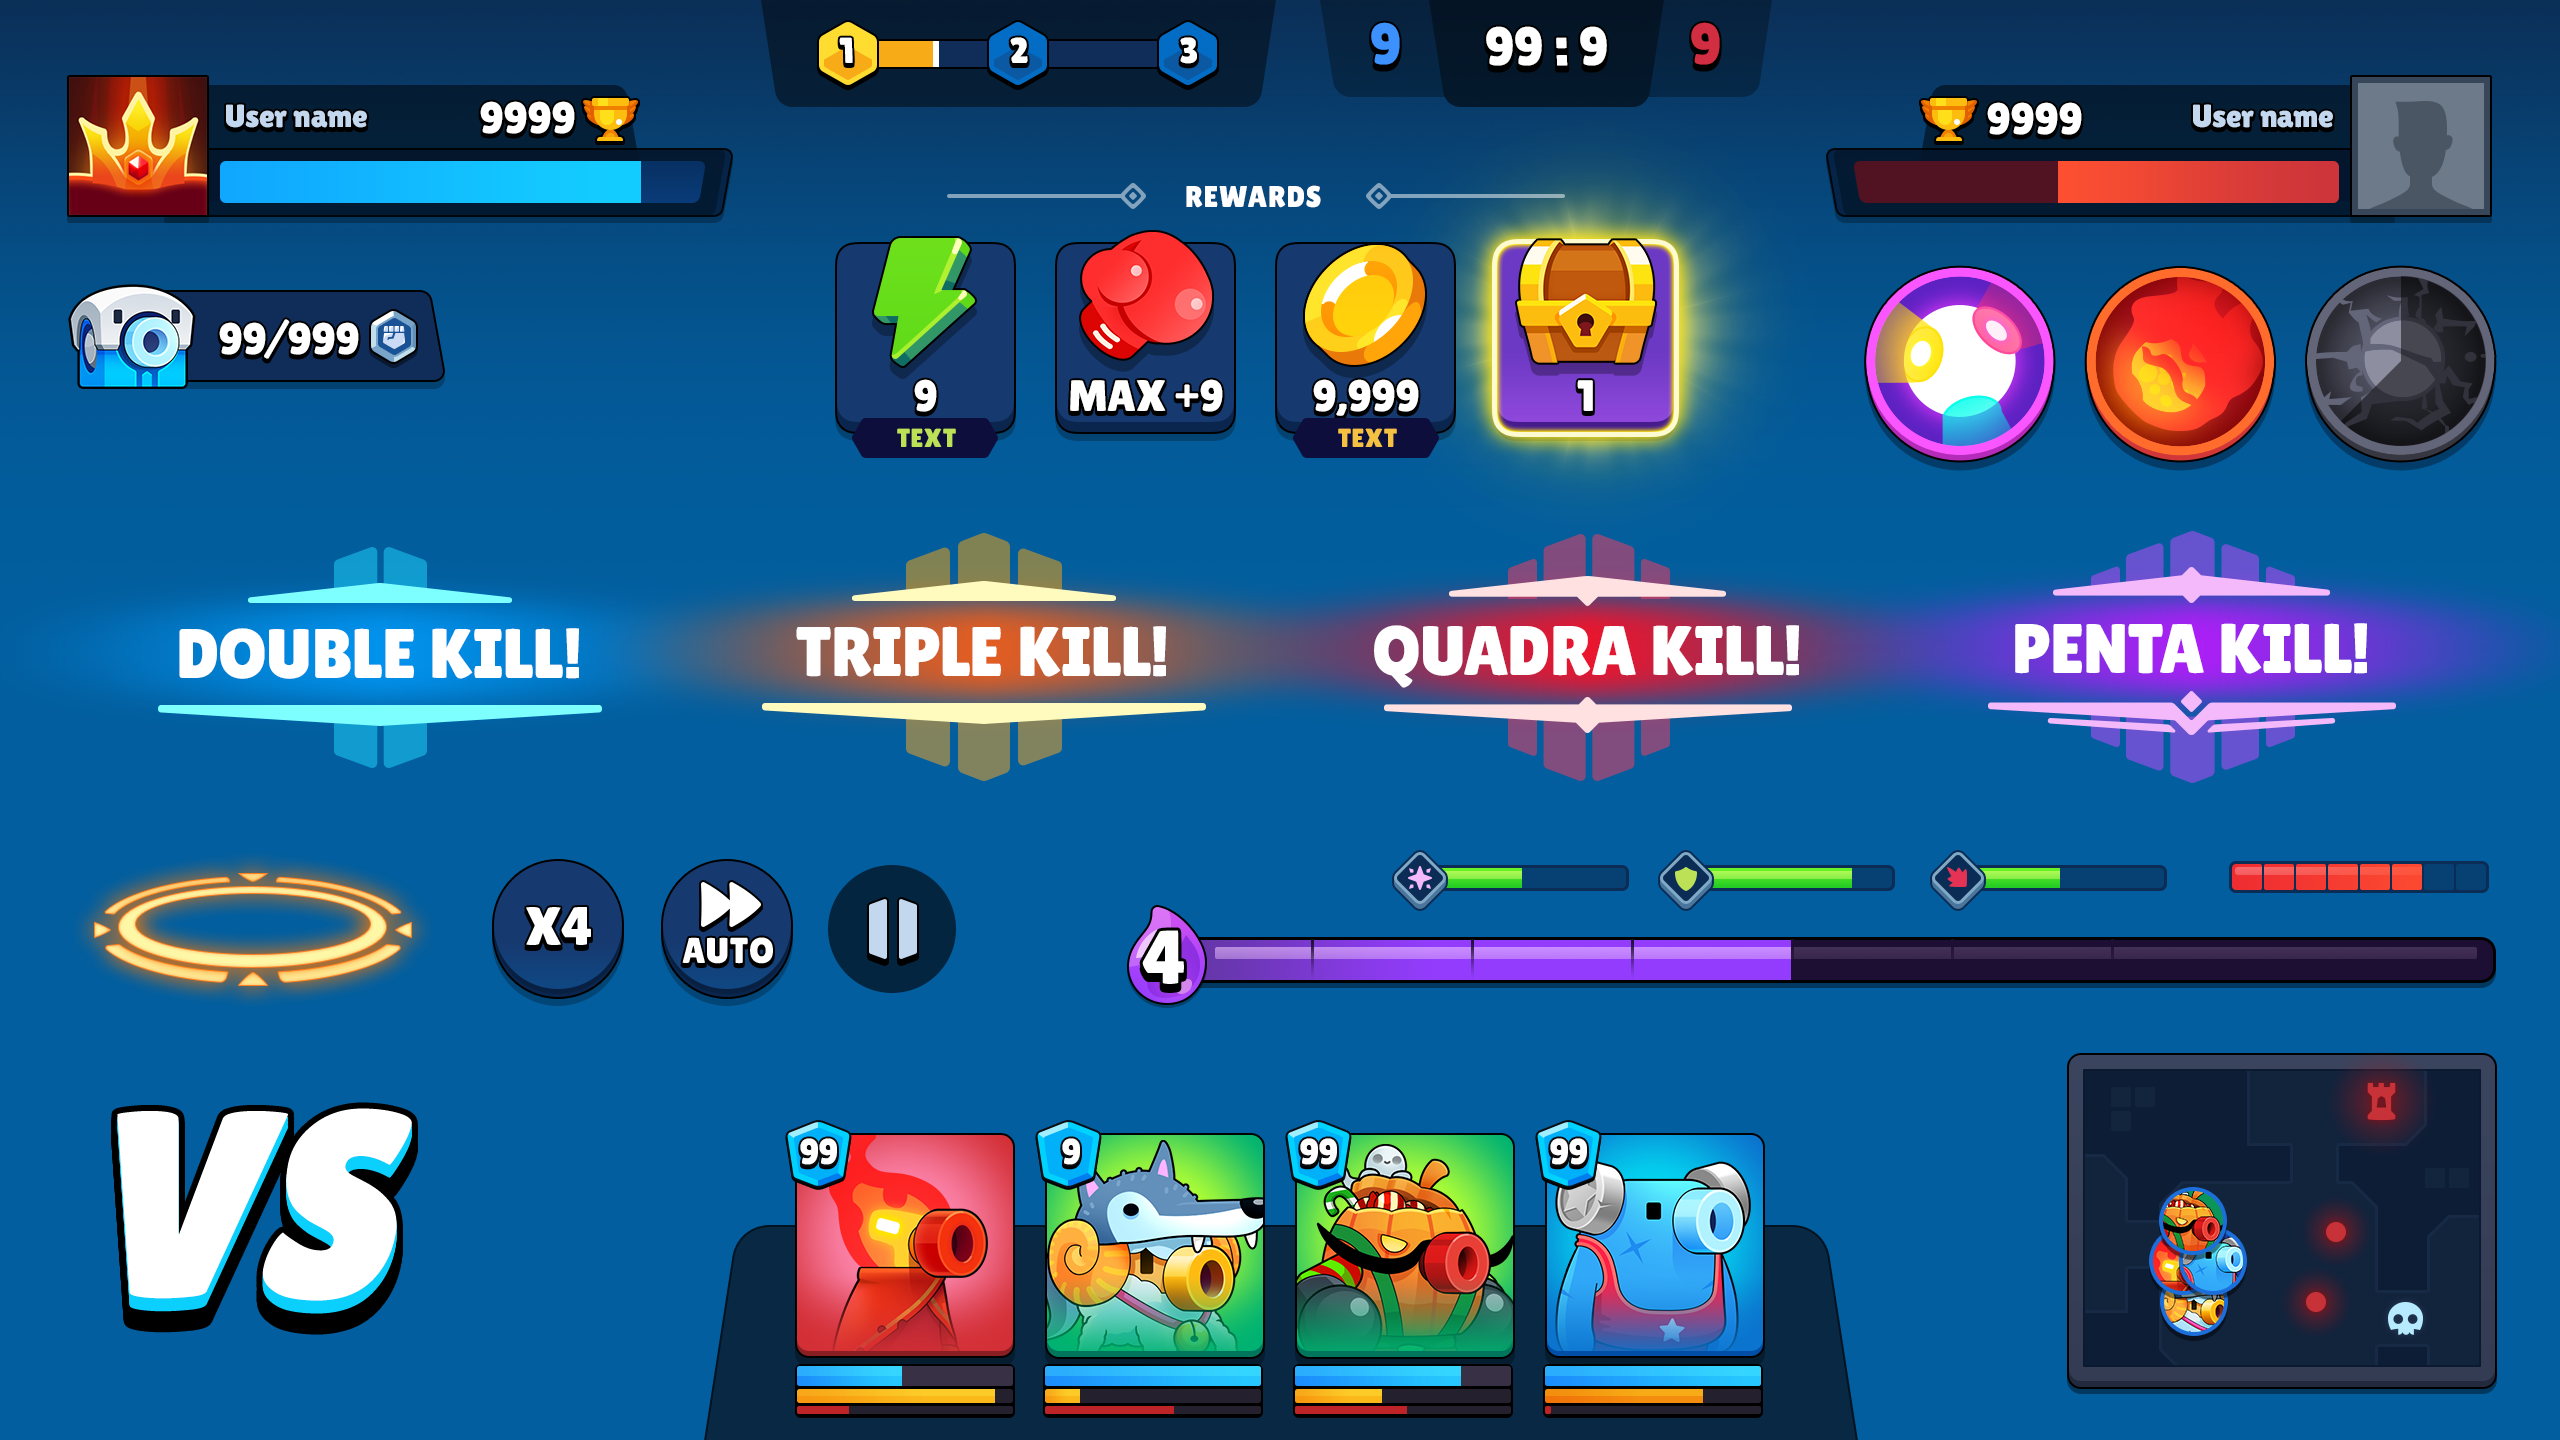 1 2 3
9 99 : 9 9
User name 9999
9999 User name
REWARDS
99/999
9
TEXT
MAX +9
9,999
TEXT
1
DOUBLE KILL!
TRIPLE KILL!
QUADRA KILL!
PENTA KILL!
X4
AUTO
4
VS
99
9
99
99